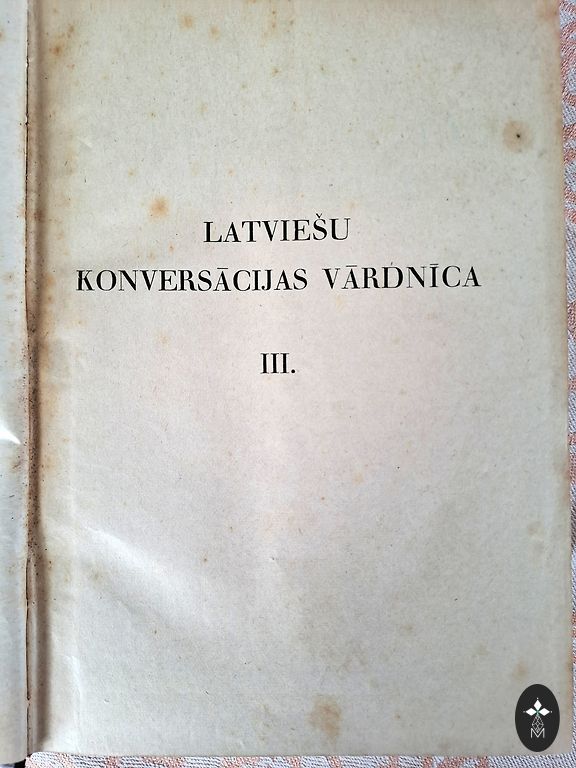 LATVIEŠU
KONVERSĀCIJAS VĀRDNĪCA
III.
M